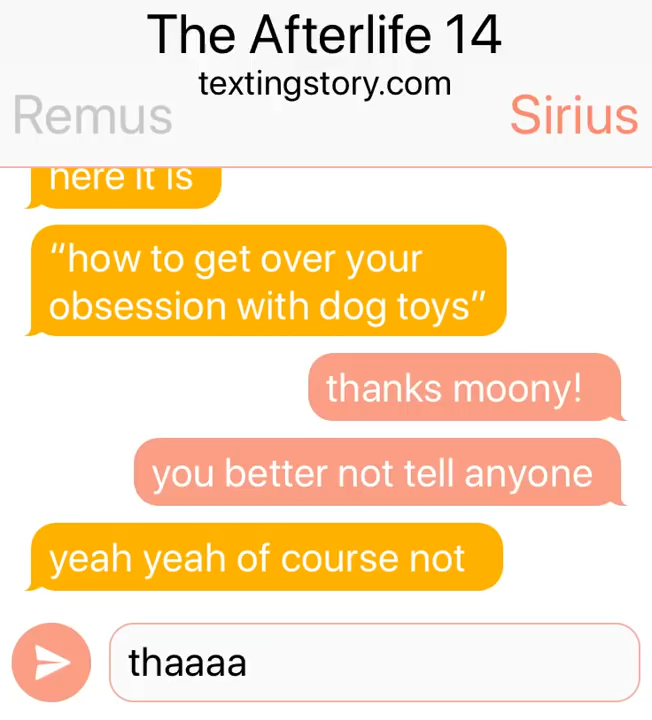 The Afterlife 14
textingstory.com
Remus
Sirius
here it is
“how to get over your
obsession with dog toys”
thanks moony!
you better not tell anyone
yeah yeah of course not
thaaaa